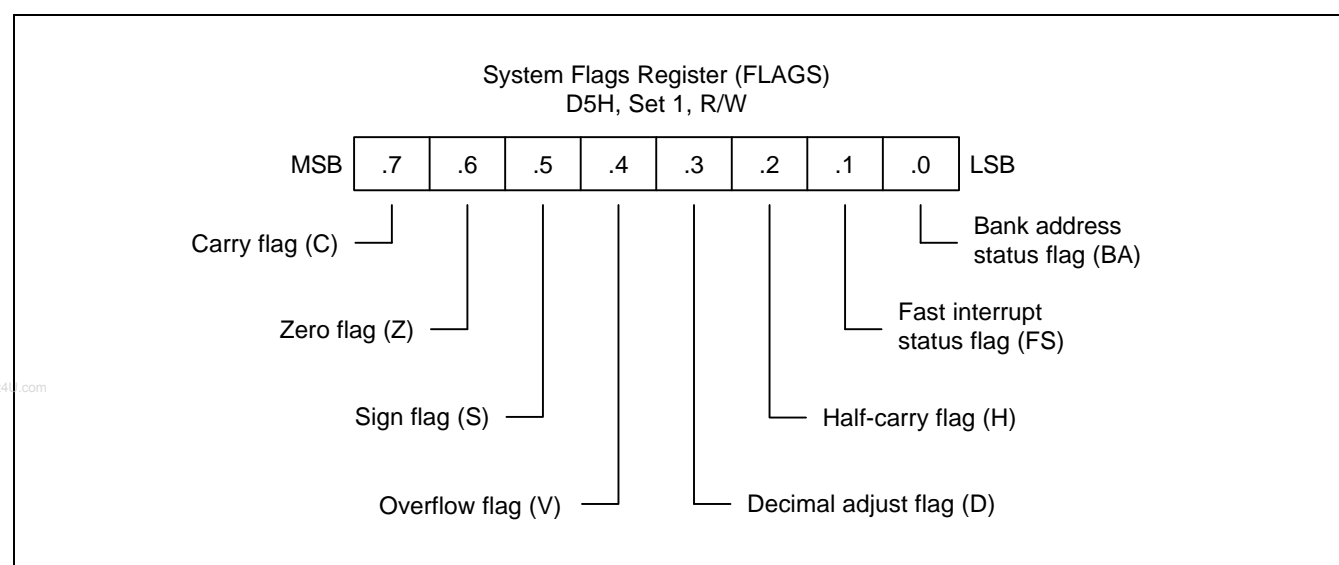 System Flags Register (FLAGS)
D5H, Set 1, R/W
MSB .7 .6 .5 .4 .3 .2 .1 .0 LSB
Carry flag (C)
Bank address
status flag (BA)
Zero flag (Z)
Fast interrupt
status flag (FS)
4U.com
Sign flag (S)
Half-carry flag (H)
Overflow flag (V)
Decimal adjust flag (D)